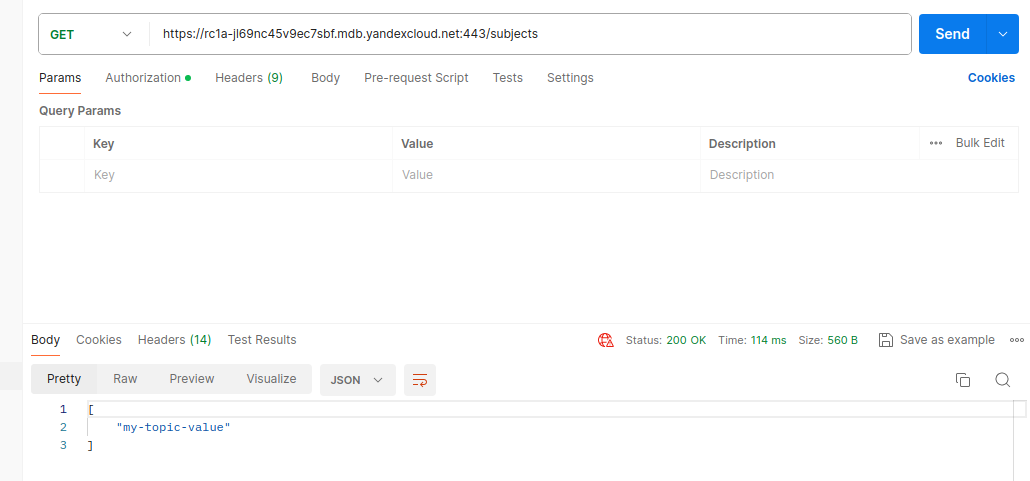 GET https://rc1a-jl69nc45v9ec7sbf.mdb.yandexcloud.net:443/subjects Send
Params Authorization Headers (9) Body Pre-request Script Tests Settings Cookies
Query Params
Key Value Description Bulk Edit
Key Value Description
Body Cookies Headers (14) Test Results Status: 200 OK Time: 114 ms Size: 560 B Save as example
Pretty Raw Preview Visualize JSON
1 [
2 "my-topic-value"
3 ]